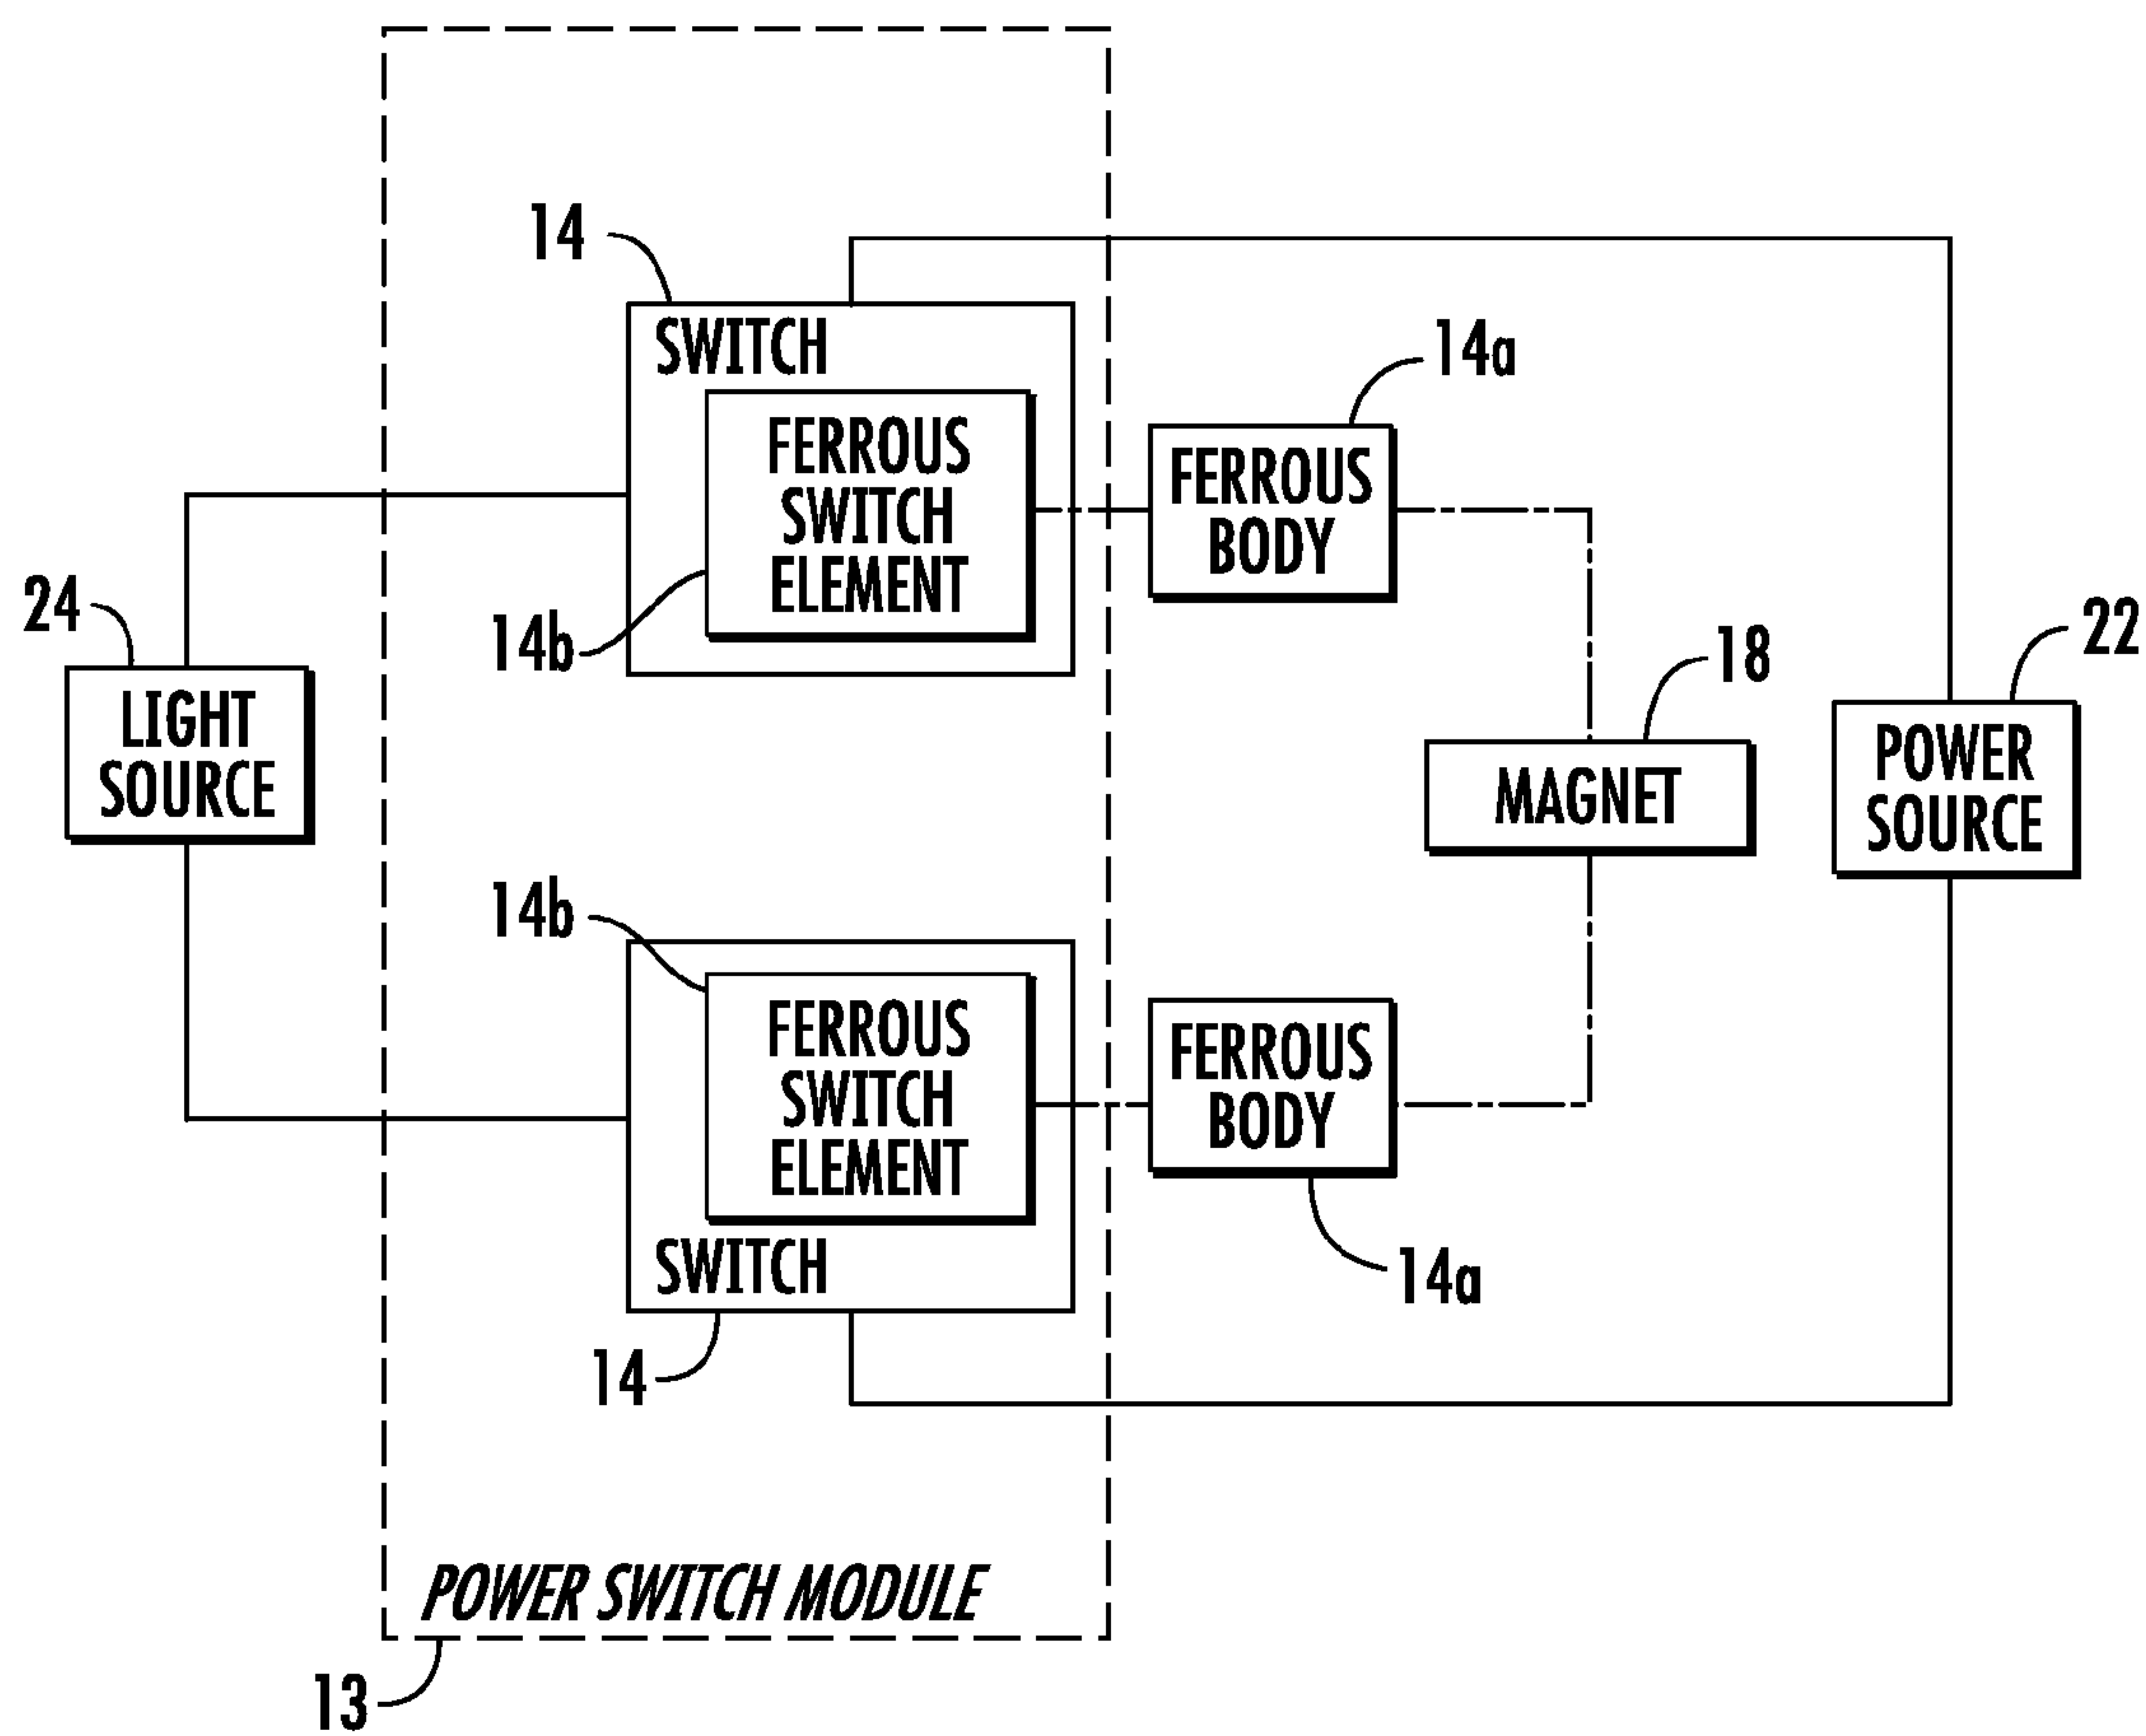 14
SWITCH
14a
FERROUS
SWITCH
ELEMENT
FERROUS
BODY
14b
24
LIGHT
SOURCE
18
MAGNET
22
POWER
SOURCE
14b
FERROUS
SWITCH
ELEMENT
FERROUS
BODY
SWITCH
14a
14
POWER SWITCH MODULE
13